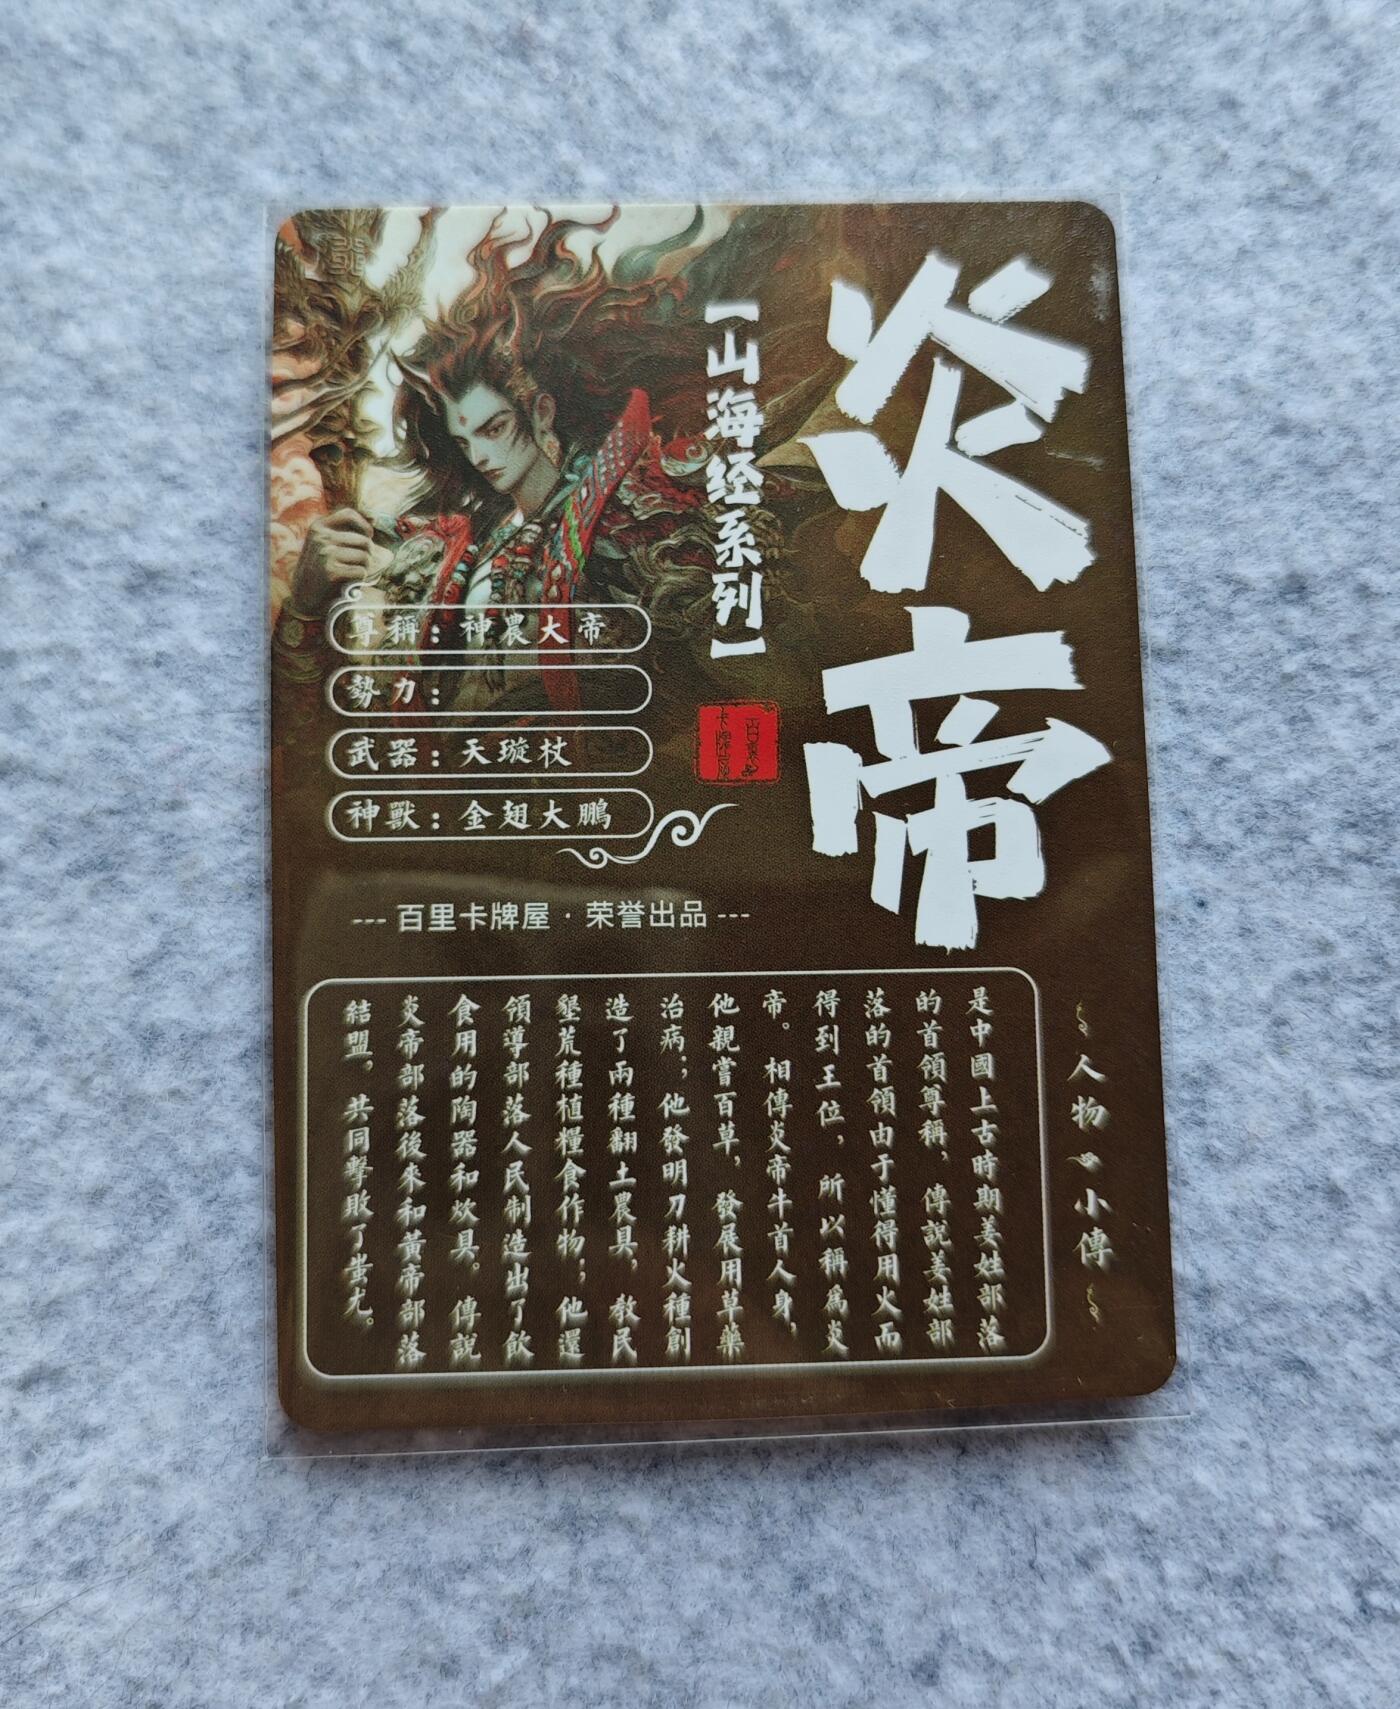 炎帝
【山海经系列】
百里
卡牌屋
尊稱：神農大帝
勢力：
武器：天璇杖
神獸：金翅大鵬
--- 百里卡牌屋 · 荣誉出品 ---
人物小傳
是中國上古時期姜姓部落
的首領尊稱，傳說姜姓部
落的首領由于懂得用火而
得到王位，所以稱爲炎
帝。相傳炎帝牛首人身，
他親嘗百草，發展用草藥
治病；他發明刀耕火種創
造了兩種翻土農具，教民
墾荒種植糧食作物；他還
領導部落人民制造出了飲
食用的陶器和炊具。傳說
炎帝部落後來和黃帝部落
結盟，共同擊敗了蚩尤。